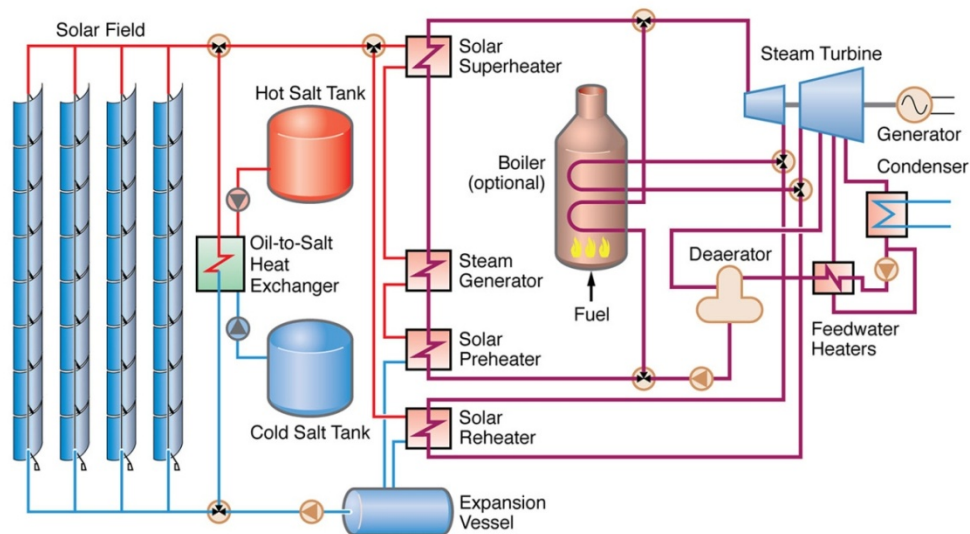 Solar Field
Hot Salt Tank
Oil-to-Salt
Heat
Exchanger
Cold Salt Tank
Solar
Superheater
Steam
Generator
Solar
Preheater
Solar
Reheater
Expansion
Vessel
Boiler
(optional)
Fuel
Steam Turbine
Generator
Condenser
Deaerator
Feedwater
Heaters